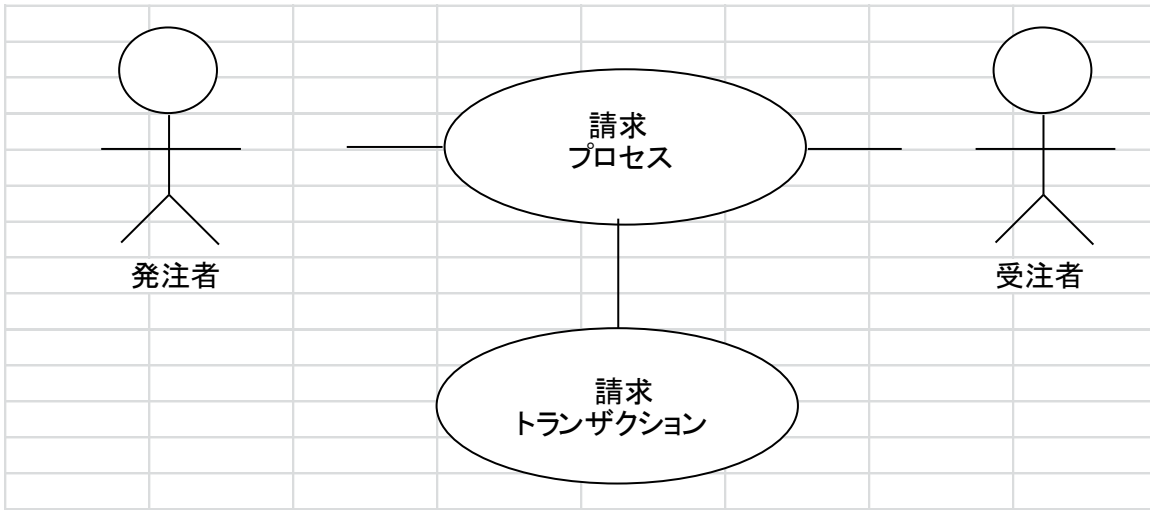 請求
プロセス
発注者
受注者
請求
トランザクション